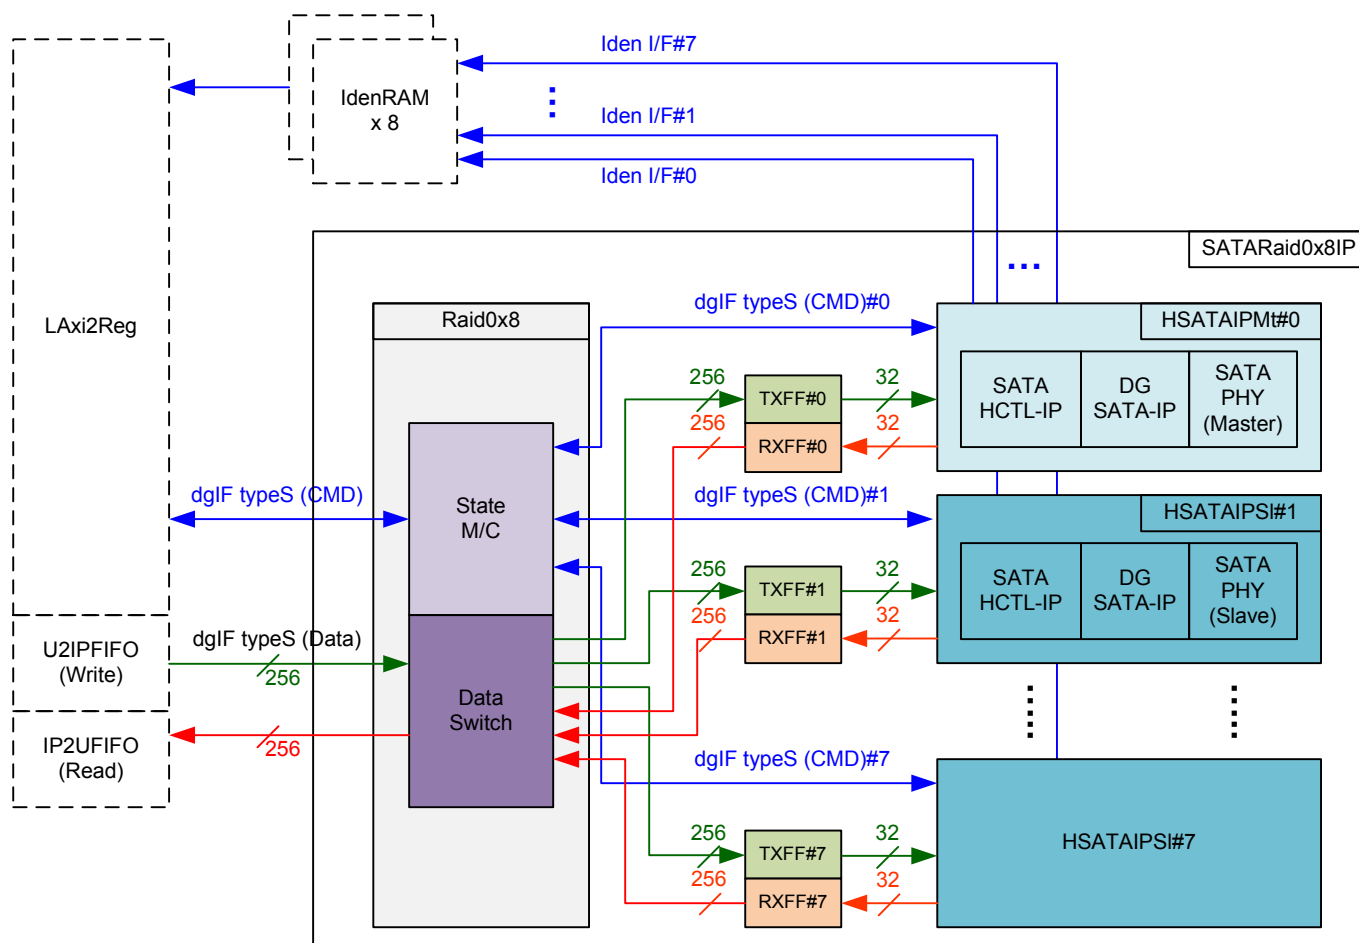 Iden I/F#7
IdenRAM
x 8
Iden I/F#1
Iden I/F#0
SATARaid0x8IP
LAxi2Reg
Raid0x8
dgIF typeS (CMD)#0
HSATAIPMt#0
256
32
TXFF#0
SATA
HCTL-IP
DG
SATA-IP
SATA
PHY
(Master)
256
32
RXFF#0
dgIF typeS (CMD)
State
M/C
dgIF typeS (CMD)#1
HSATAIPSl#1
256
32
TXFF#1
SATA
HCTL-IP
DG
SATA-IP
SATA
PHY
(Slave)
256
32
RXFF#1
U2IPFIFO
(Write)
dgIF typeS (Data)
256
Data
Switch
IP2UFIFO
(Read)
256
dgIF typeS (CMD)#7
256
32
TXFF#7
HSATAIPSl#7
256
32
RXFF#7